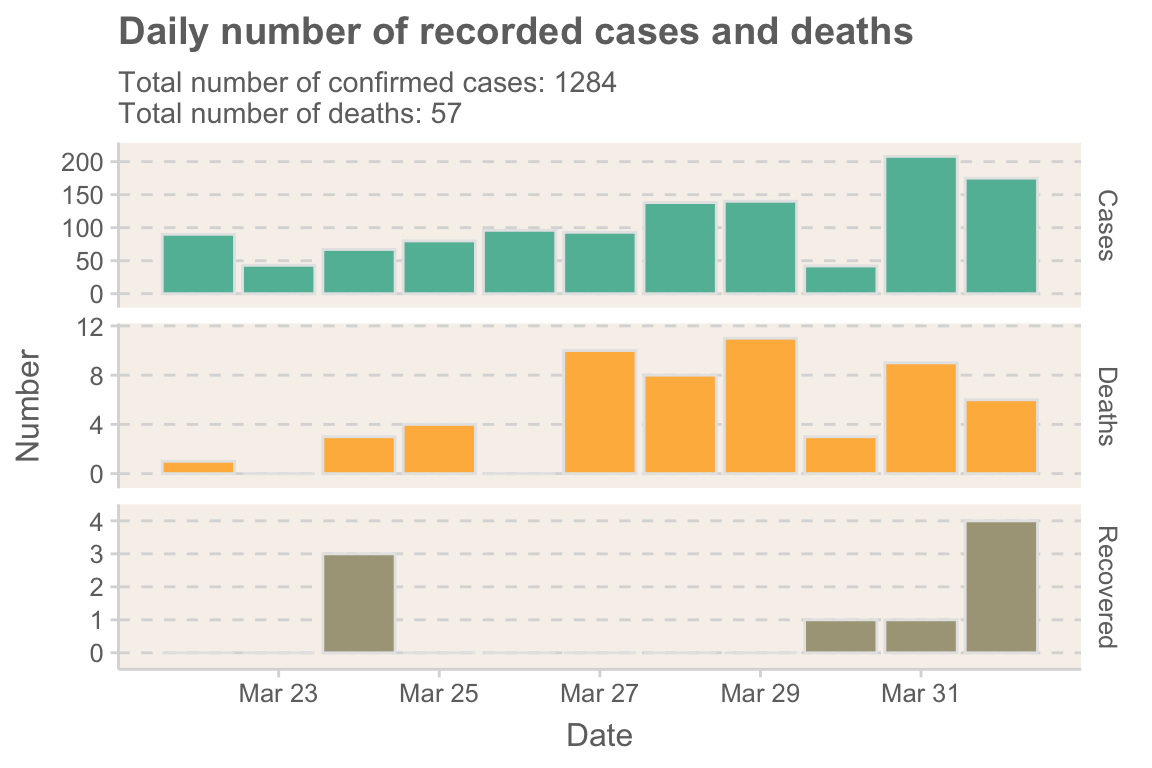 Daily number of recorded cases and deaths
Total number of confirmed cases: 1284
Total number of deaths: 57
200
150
100
50
0
Cases
12
8
4
0
Deaths
Number
4
3
2
1
0
Recovered
Mar 23 Mar 25 Mar 27 Mar 29 Mar 31
Date